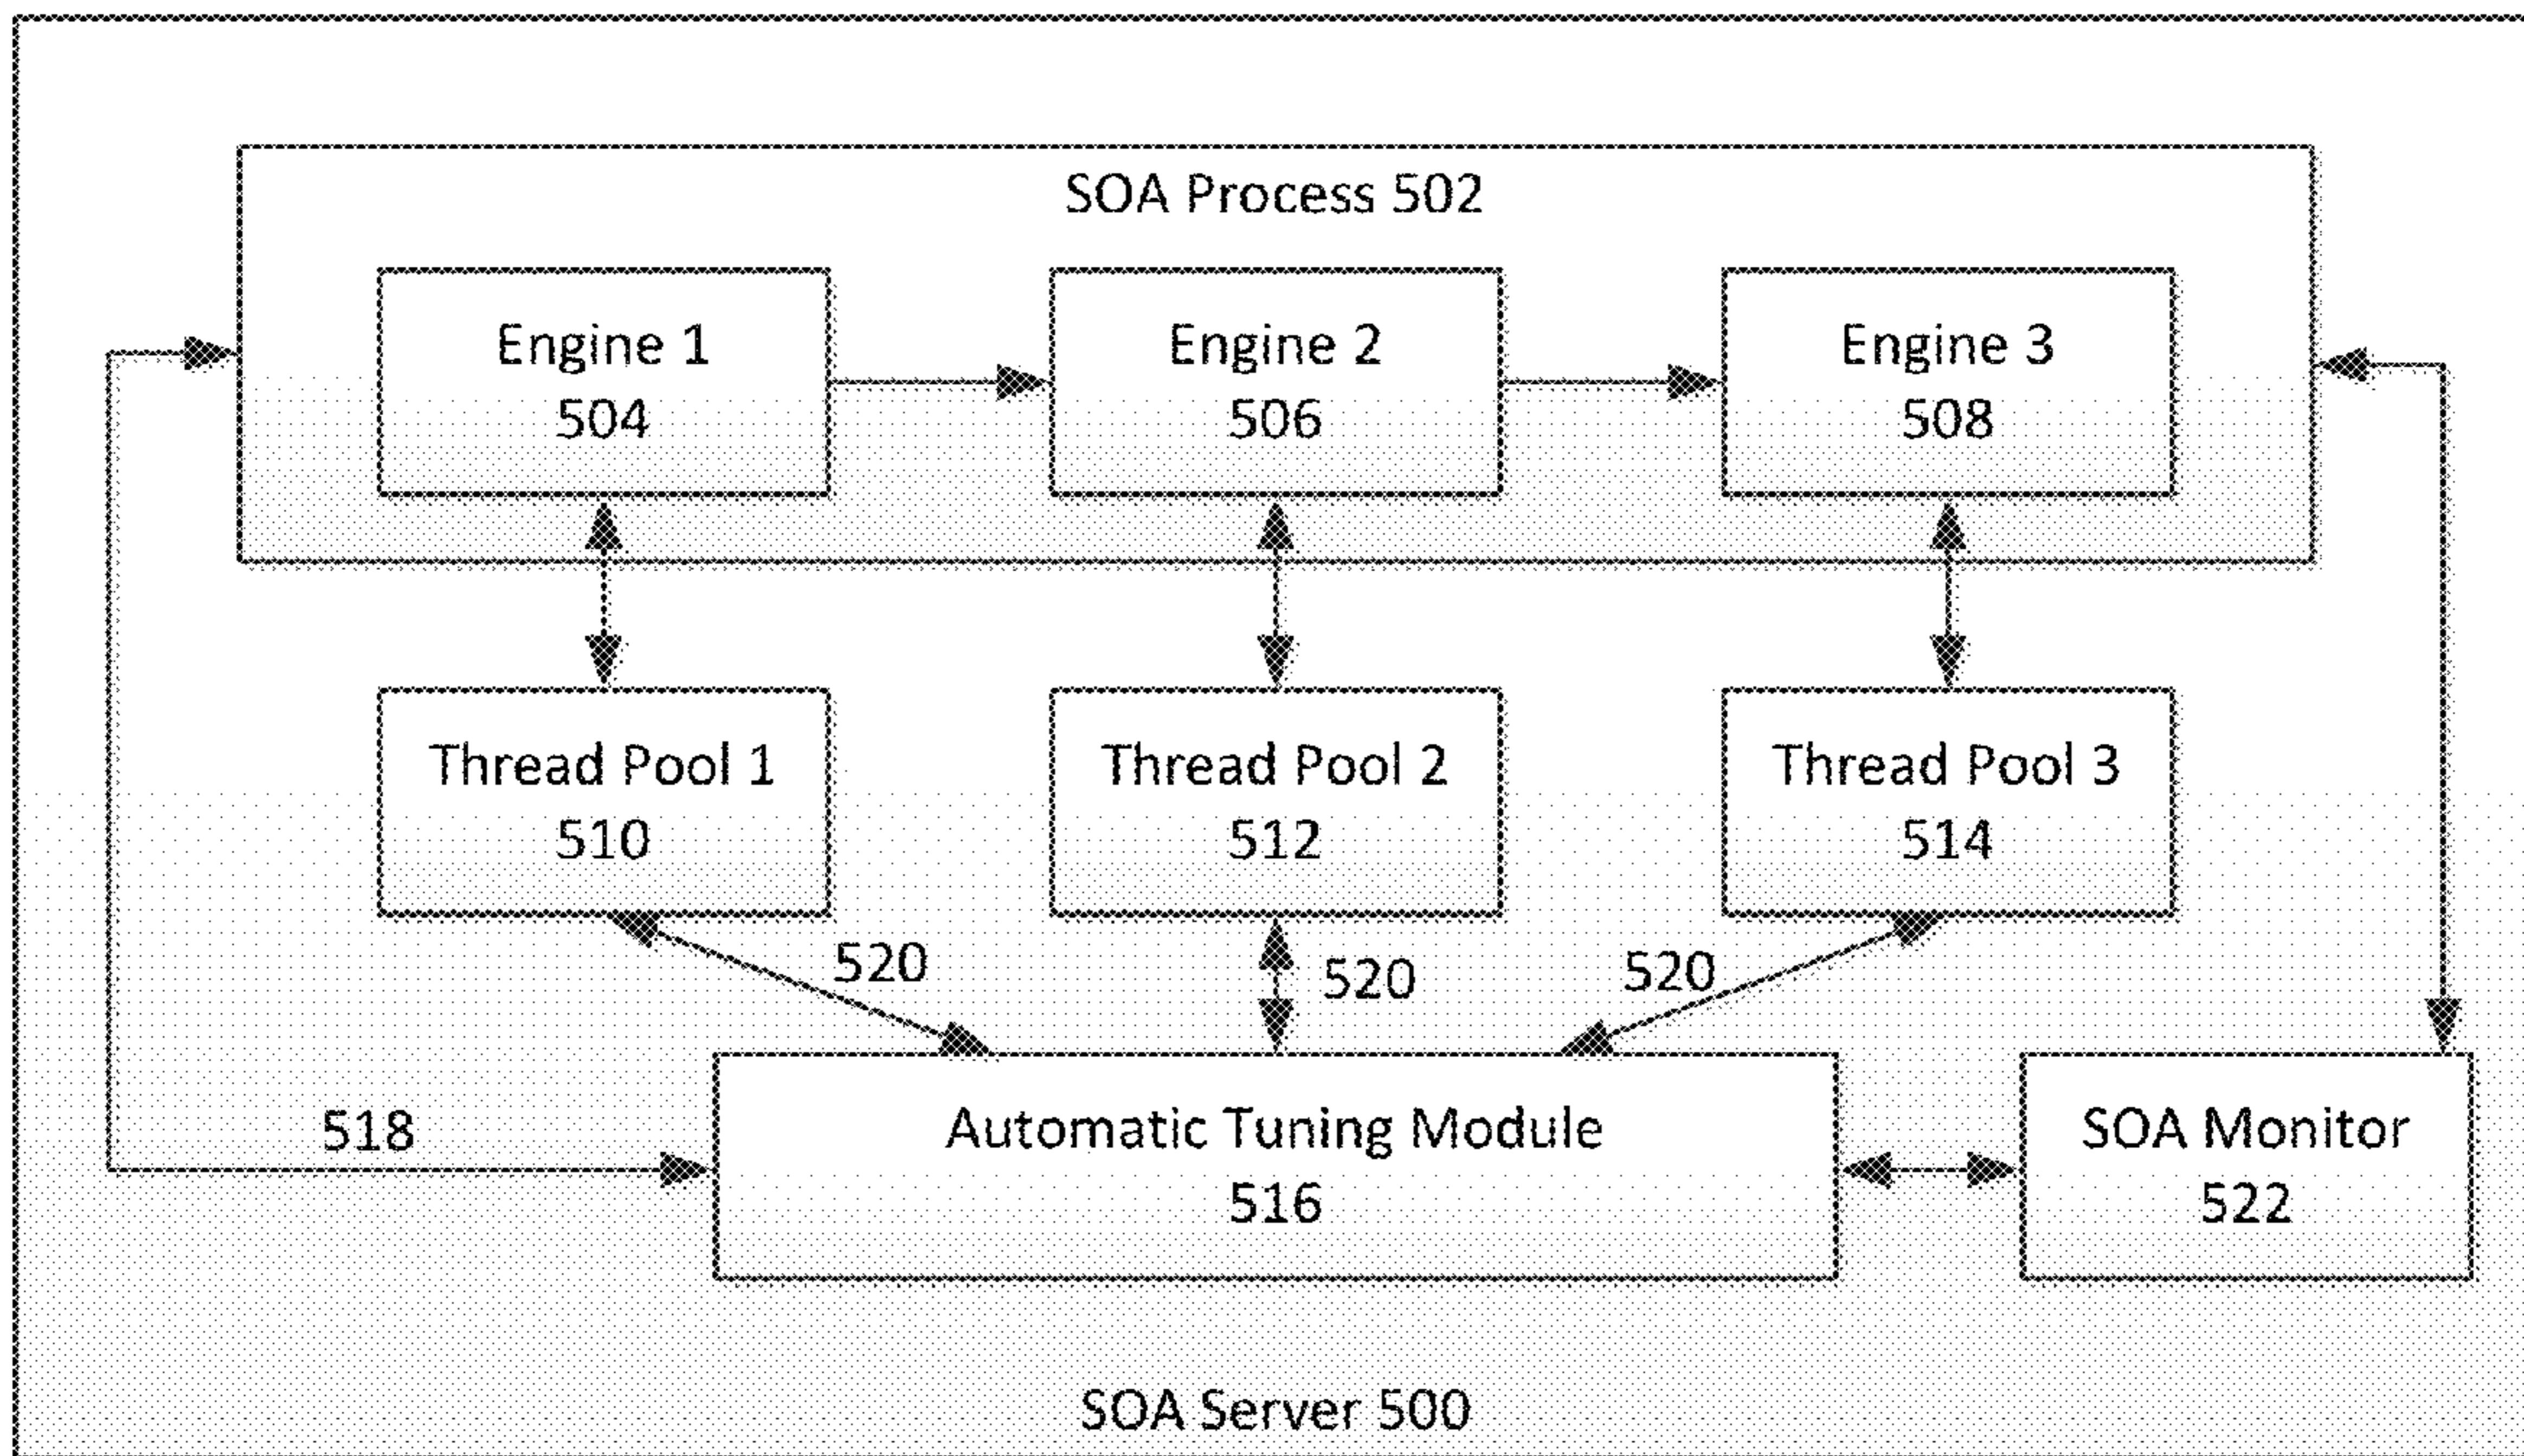 SOA Process 502
Engine 1
504
Engine 2
506
Engine 3
508
Thread Pool 1
510
Thread Pool 2
512
Thread Pool 3
514
520
520
520
518
Automatic Tuning Module
516
SOA Monitor
522
SOA Server 500